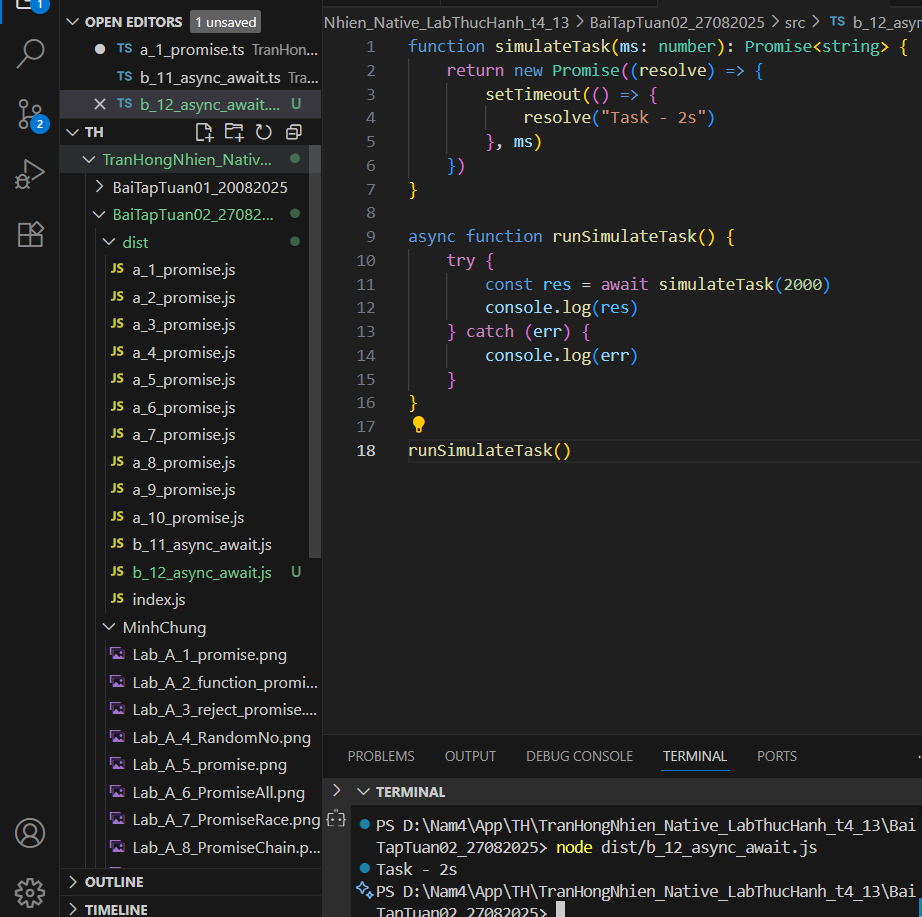 1
OPEN EDITORS 1 unsaved
TS a_1_promise.ts TranHon...
TS b_11_async_await.ts Tra...
TS b_12_async_await.... U
2
TH
TranHongNhien_Nativ...
BaiTapTuan01_20082025
BaiTapTuan02_27082...
dist
JS a_1_promise.js
JS a_2_promise.js
JS a_3_promise.js
JS a_4_promise.js
JS a_5_promise.js
JS a_6_promise.js
JS a_7_promise.js
JS a_8_promise.js
JS a_9_promise.js
JS a_10_promise.js
JS b_11_async_await.js
JS b_12_async_await.js U
JS index.js
MinhChung
Lab_A_1_promise.png
Lab_A_2_function_promi...
Lab_A_3_reject_promise....
Lab_A_4_RandomNo.png
Lab_A_5_promise.png
Lab_A_6_PromiseAll.png
Lab_A_7_PromiseRace.png
Lab_A_8_PromiseChain.p...
OUTLINE
TIMELINE
Nhien_Native_LabThucHanh_t4_13 > BaiTapTuan02_27082025 > src > TS b_12_asyn
1 function simulateTask(ms: number): Promise<string> {
2 return new Promise((resolve) => {
3 setTimeout(() => {
4 resolve("Task - 2s")
5 }, ms)
6 })
7 }
8
9 async function runSimulateTask() {
10 try {
11 const res = await simulateTask(2000)
12 console.log(res)
13 } catch (err) {
14 console.log(err)
15 }
16 }
17
18 runSimulateTask()
PROBLEMS OUTPUT DEBUG CONSOLE TERMINAL PORTS
TERMINAL
PS D:\Nam4\App\TH\TranHongNhien_Native_LabThucHanh_t4_13\Bai
TapTuan02_27082025> node dist/b_12_async_await.js
Task - 2s
PS D:\Nam4\App\TH\TranHongNhien_Native_LabThucHanh_t4_13\Bai
TapTuan02_27082025>